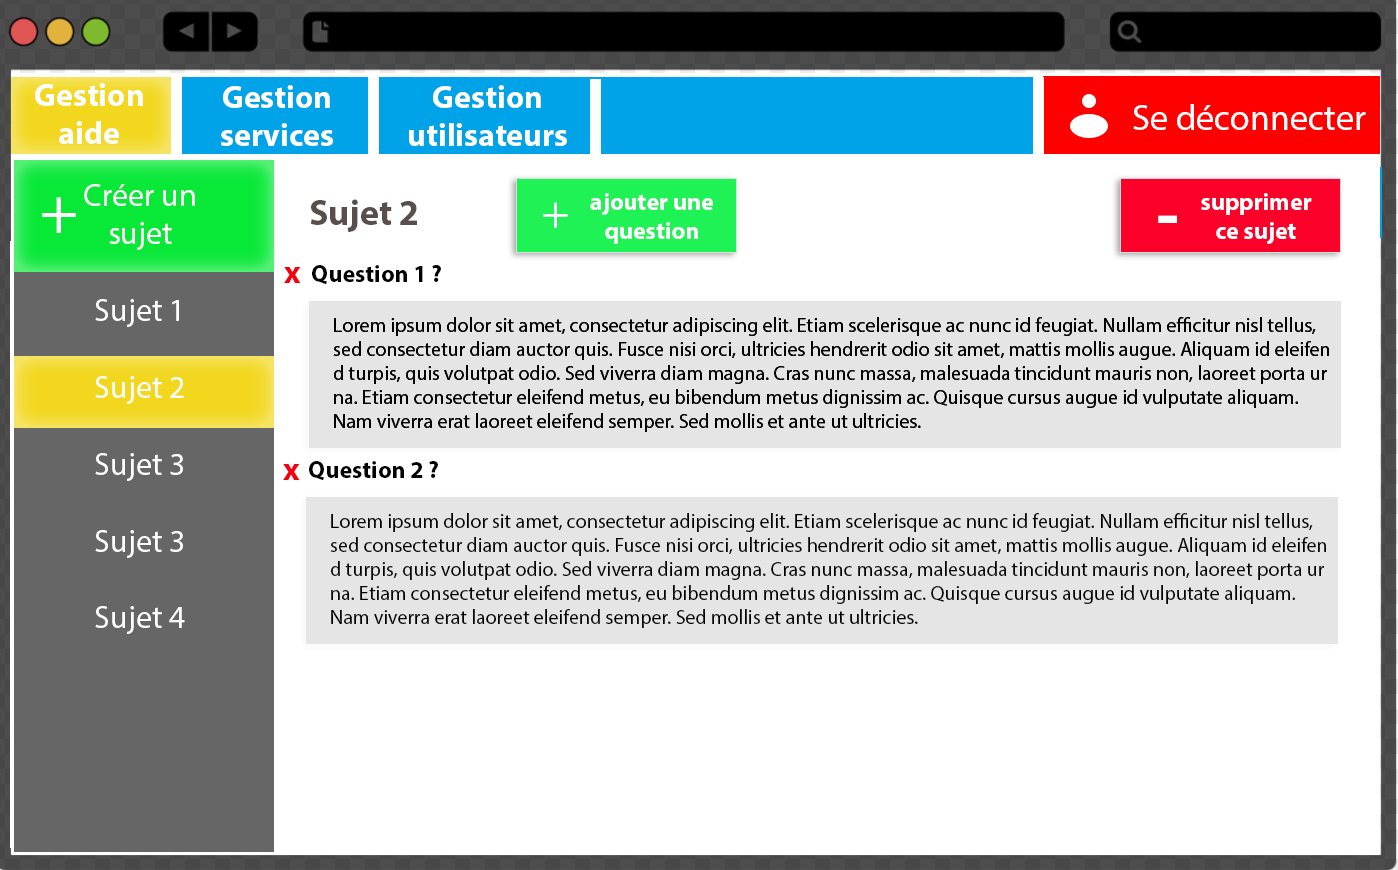 Gestion
aide
Gestion
services
Gestion
utilisateurs
Se déconnecter
+ Créer un
sujet
Sujet 1
Sujet 2
Sujet 3
Sujet 3
Sujet 4
Sujet 2
+ ajouter une
question
- supprimer
ce sujet
x Question 1 ?
Lorem ipsum dolor sit amet, consectetur adipiscing elit. Etiam scelerisque ac nunc id feugiat. Nullam efficitur nisl tellus,
sed consectetur diam auctor quis. Fusce nisi orci, ultricies hendrerit odio sit amet, mattis mollis augue. Aliquam id eleifen
d turpis, quis volutpat odio. Sed viverra diam magna. Cras nunc massa, malesuada tincidunt mauris non, laoreet porta ur
na. Etiam consectetur eleifend metus, eu bibendum metus dignissim ac. Quisque cursus augue id vulputate aliquam.
Nam viverra erat laoreet eleifend semper. Sed mollis et ante ut ultricies.
x Question 2 ?
Lorem ipsum dolor sit amet, consectetur adipiscing elit. Etiam scelerisque ac nunc id feugiat. Nullam efficitur nisl tellus,
sed consectetur diam auctor quis. Fusce nisi orci, ultricies hendrerit odio sit amet, mattis mollis augue. Aliquam id eleifen
d turpis, quis volutpat odio. Sed viverra diam magna. Cras nunc massa, malesuada tincidunt mauris non, laoreet porta ur
na. Etiam consectetur eleifend metus, eu bibendum metus dignissim ac. Quisque cursus augue id vulputate aliquam.
Nam viverra erat laoreet eleifend semper. Sed mollis et ante ut ultricies.